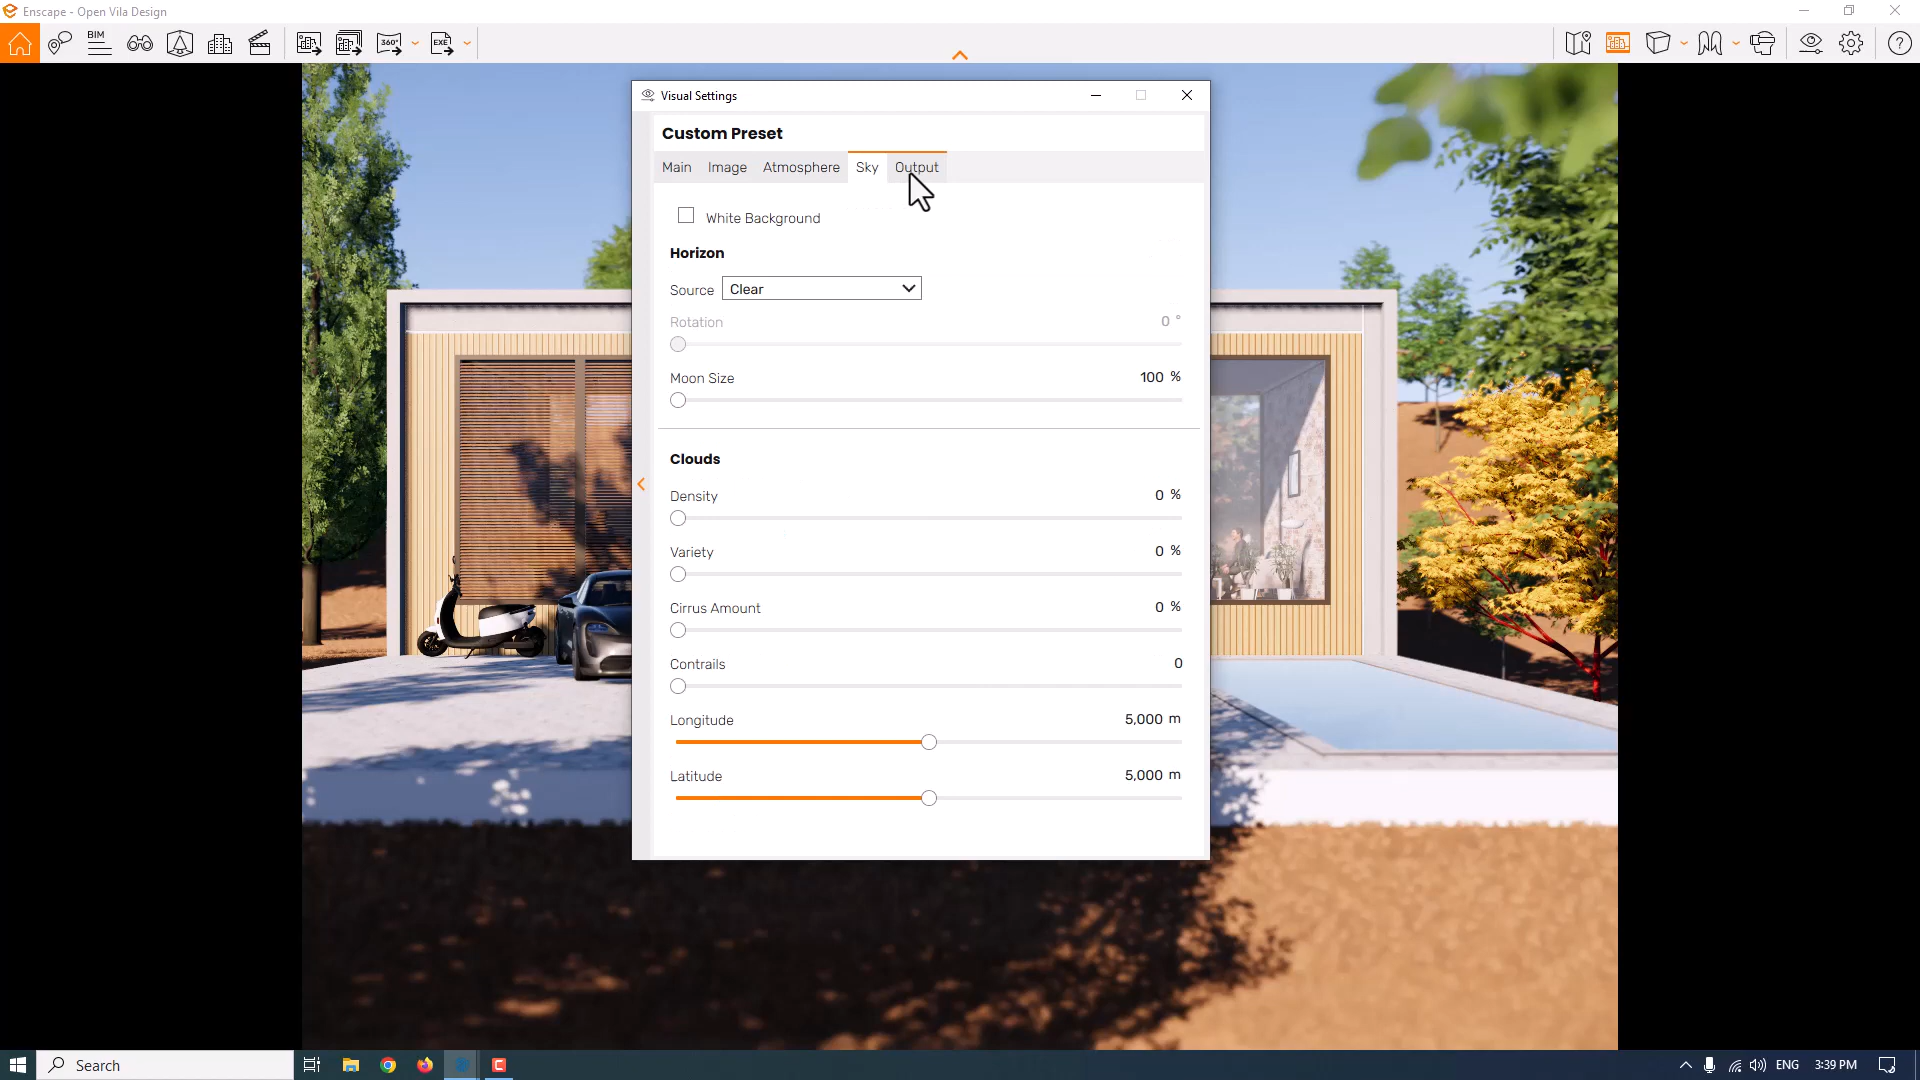 Enscape - Open Vila Design
BIM
360°
EXE
Visual Settings
Custom Preset
Main Image Atmosphere Sky Output
White Background
Horizon
Source Clear
Rotation 0 °
Moon Size 100 %
Clouds
Density 0 %
Variety 0 %
Cirrus Amount 0 %
Contrails 0
Longitude 5,000 m
Latitude 5,000 m
Search
ENG 3:39 PM